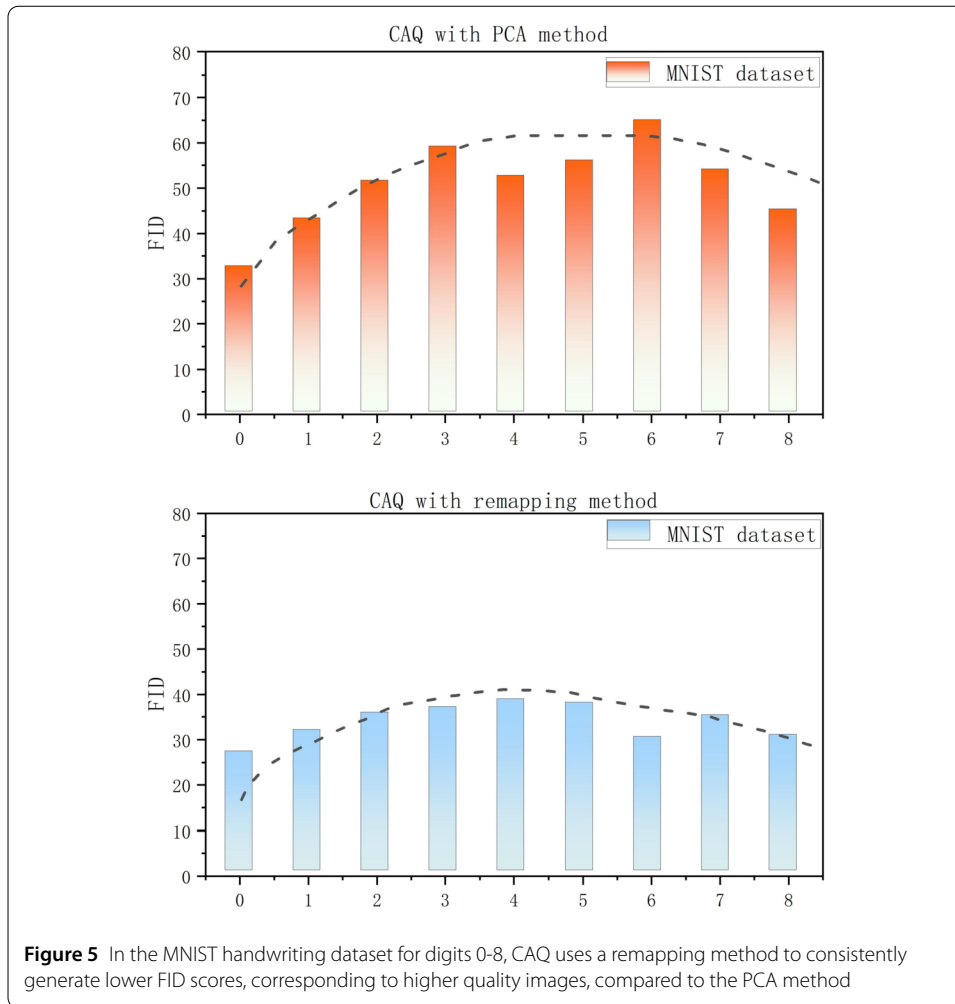 CAQ with PCA method
MNIST dataset
FID
80
70
60
50
40
30
20
10
0
0 1 2 3 4 5 6 7 8
CAQ with remapping method
MNIST dataset
FID
80
70
60
50
40
30
20
10
0
0 1 2 3 4 5 6 7 8
Figure 5 In the MNIST handwriting dataset for digits 0-8, CAQ uses a remapping method to consistently
generate lower FID scores, corresponding to higher quality images, compared to the PCA method